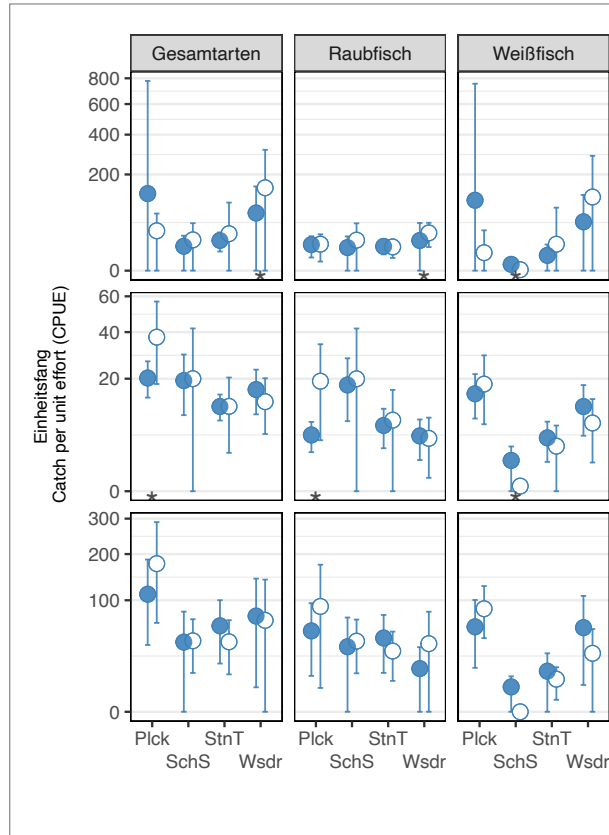 Gesamtarten Raubfisch Weißfisch
800
600
400
200
0
* * *
60
40
20
0
* * *
300
200
100
0
Einheitsfang
Catch per unit effort (CPUE)
Plck StnT Plck StnT Plck StnT
SchS Wsdr SchS Wsdr SchS Wsdr